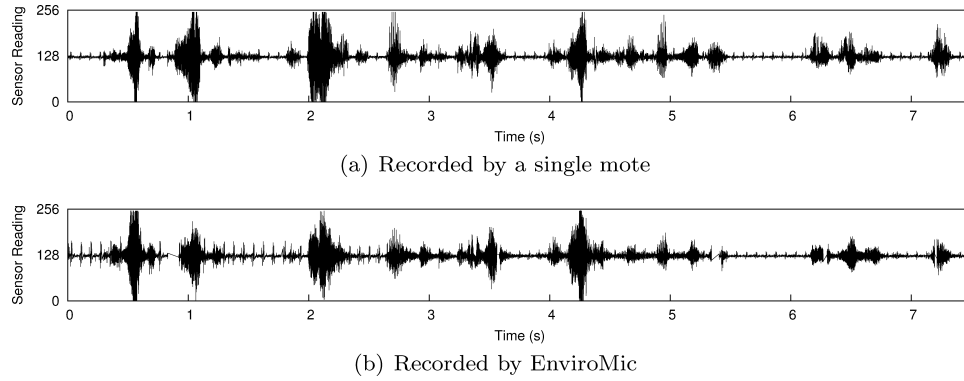 256
128
0
Sensor Reading
0 1 2 3 4 5 6 7
Time (s)
(a) Recorded by a single mote
256
128
0
Sensor Reading
0 1 2 3 4 5 6 7
Time (s)
(b) Recorded by EnviroMic